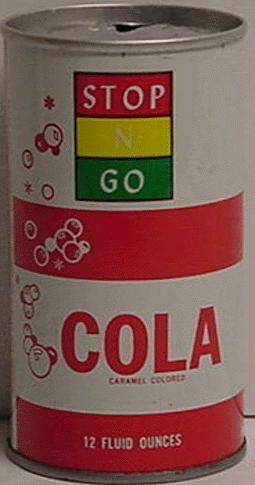 STOP
N
GO
COLA
CARAMEL COLORED
12 FLUID OUNCES